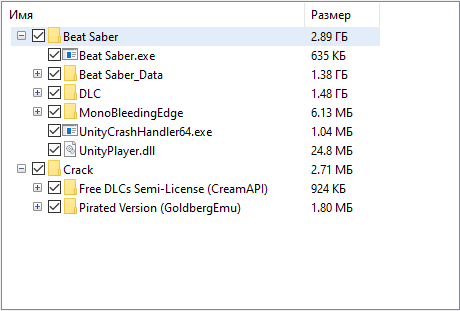 Имя Размер
Beat Saber 2.89 ГБ
Beat Saber.exe 635 КБ
Beat Saber_Data 1.38 ГБ
DLC 1.48 ГБ
MonoBleedingEdge 6.13 МБ
UnityCrashHandler64.exe 1.04 МБ
UnityPlayer.dll 24.8 МБ
Crack 2.71 МБ
Free DLCs Semi-License (CreamAPI) 924 КБ
Pirated Version (GoldbergEmu) 1.80 МБ